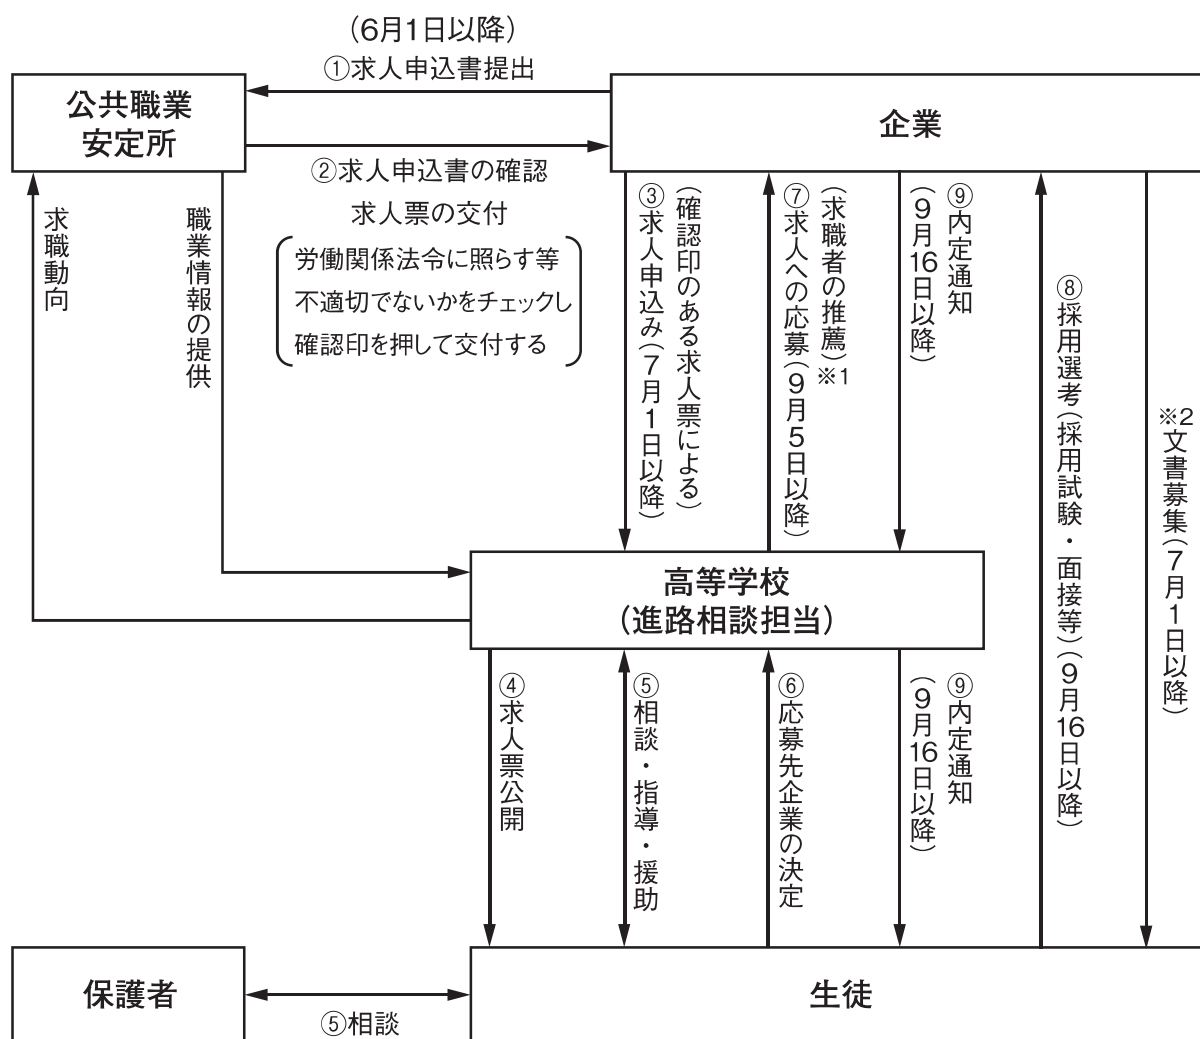 (6月1日以降)
①求人申込書提出
公共職業
安定所
企業
②求人申込書の確認
求人票の交付
労働関係法令に照らす等
不適切でないかをチェックし
確認印を押して交付する
求職動向
職業情報の提供
③求人申込み(7月1日以降)
(確認印のある求人票による)
⑦求人への応募(9月5日以降)
(求職者の推薦)※1
⑨内定通知
(9月16日以降)
⑧採用選考(採用試験・面接等)(9月16日以降)
※2文書募集(7月1日以降)
高等学校
(進路相談担当)
④求人票公開
⑤相談・指導・援助
⑥応募先企業の決定
⑨内定通知
(9月16日以降)
保護者
⑤相談
生徒